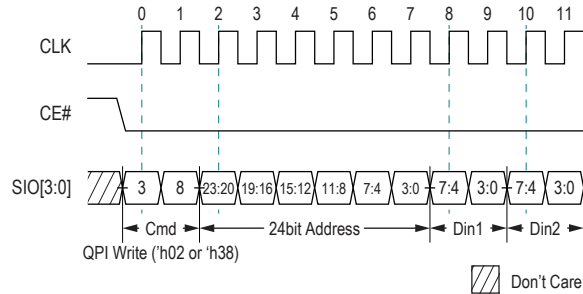 0 1 2 3 4 5 6 7 8 9 10 11
CLK
CE#
SIO[3:0] 3 8 23:20 19:16 15:12 11:8 7:4 3:0 7:4 3:0 7:4 3:0
Cmd 24bit Address Din1 Din2
QPI Write ('h02 or ‘h38)
Don't Care